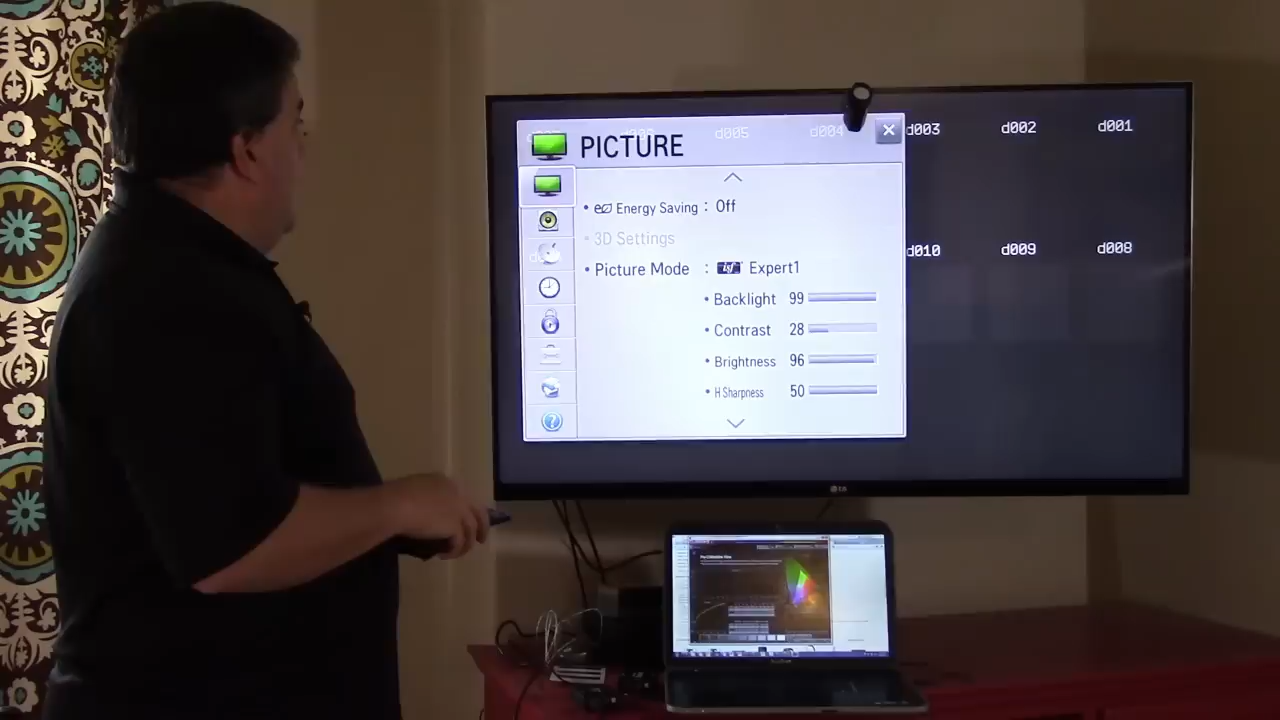 PICTURE
d005 d004 d003 d002 d001
• Energy Saving : Off
• 3D Settings
d010 d009 d008
• Picture Mode : Expert1
• Backlight 99
• Contrast 28
• Brightness 96
• H Sharpness 50
LG